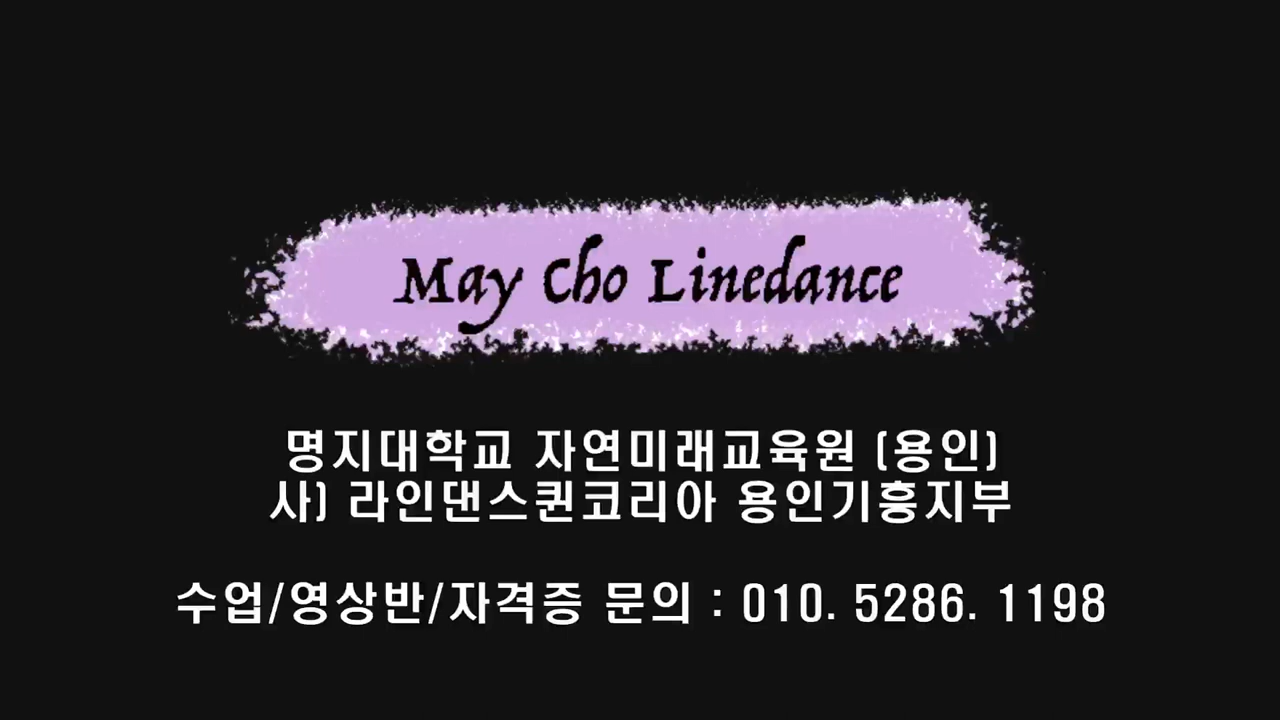 May Cho Linedance
명지대학교 자연미래교육원 (용인)
사) 라인댄스퀸코리아 용인기흥지부
수업/영상반/자격증 문의 : 010. 5286. 1198